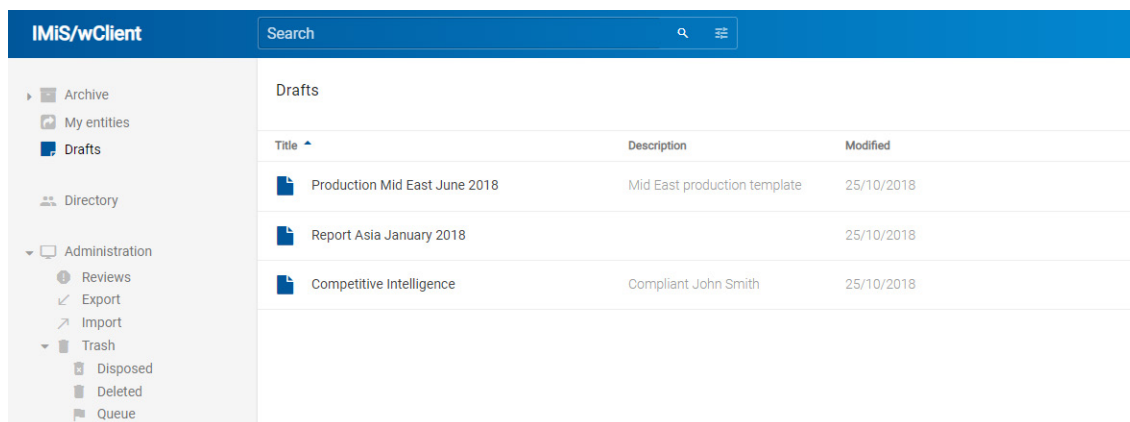 IMiS/wClient
Search
Archive
My entities
Drafts
Directory
Administration
Reviews
Export
Import
Trash
Disposed
Deleted
Queue
Drafts
Title Description Modified
Production Mid East June 2018 Mid East production template 25/10/2018
Report Asia January 2018 25/10/2018
Competitive Intelligence Compliant John Smith 25/10/2018